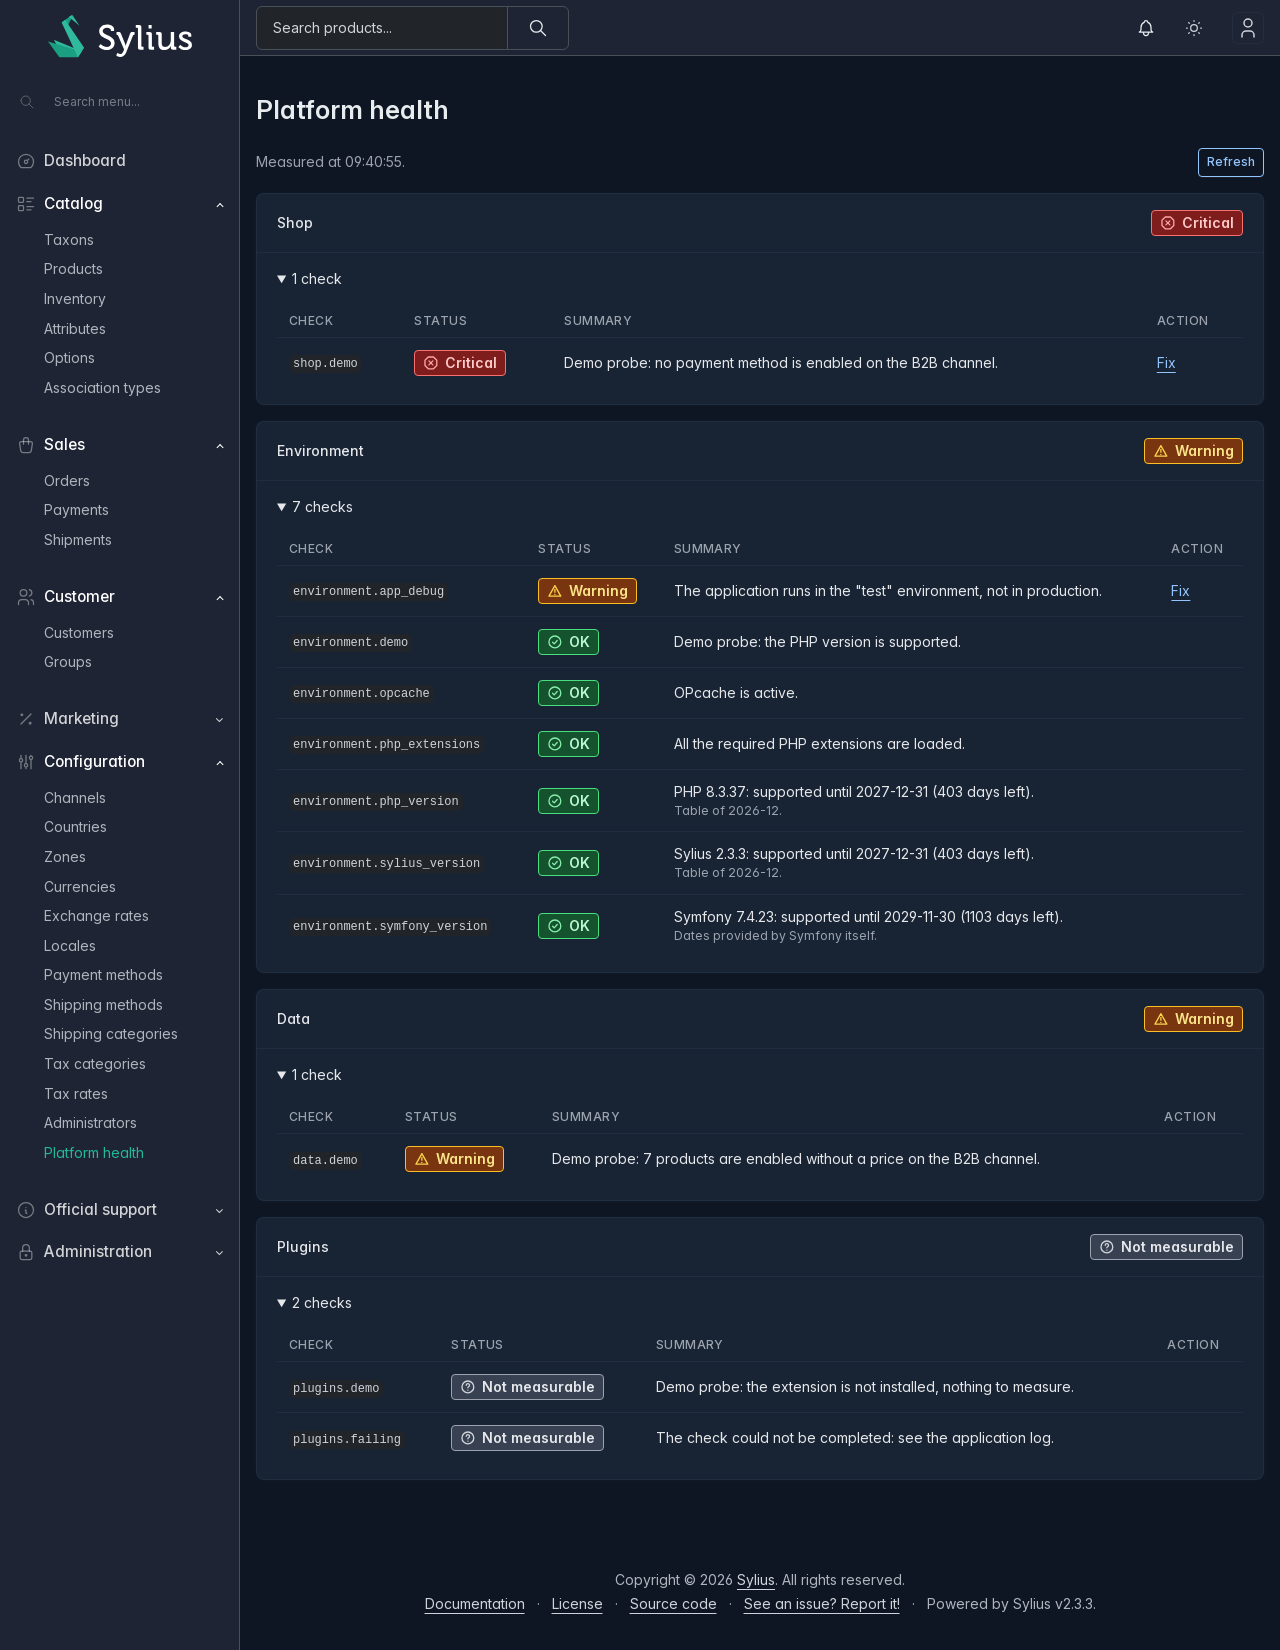 Sylius
Search products...
Search menu...
Dashboard
Catalog
Taxons
Products
Inventory
Attributes
Options
Association types
Sales
Orders
Payments
Shipments
Customer
Customers
Groups
Marketing
Configuration
Channels
Countries
Zones
Currencies
Exchange rates
Locales
Payment methods
Shipping methods
Shipping categories
Tax categories
Tax rates
Administrators
Platform health
Official support
Administration
Platform health
Measured at 09:40:55.
Refresh
Shop
Critical
1 check
CHECK STATUS SUMMARY ACTION
shop.demo Critical Demo probe: no payment method is enabled on the B2B channel. Fix
Environment
Warning
7 checks
CHECK STATUS SUMMARY ACTION
environment.app_debug Warning The application runs in the "test" environment, not in production. Fix
environment.demo OK Demo probe: the PHP version is supported.
environment.opcache OK OPcache is active.
environment.php_extensions OK All the required PHP extensions are loaded.
environment.php_version OK PHP 8.3.37: supported until 2027-12-31 (403 days left).
Table of 2026-12.
environment.sylius_version OK Sylius 2.3.3: supported until 2027-12-31 (403 days left).
Table of 2026-12.
environment.symfony_version OK Symfony 7.4.23: supported until 2029-11-30 (1103 days left).
Dates provided by Symfony itself.
Data
Warning
1 check
CHECK STATUS SUMMARY ACTION
data.demo Warning Demo probe: 7 products are enabled without a price on the B2B channel.
Plugins
Not measurable
2 checks
CHECK STATUS SUMMARY ACTION
plugins.demo Not measurable Demo probe: the extension is not installed, nothing to measure.
plugins.failing Not measurable The check could not be completed: see the application log.
Copyright © 2026 Sylius. All rights reserved.
Documentation · License · Source code · See an issue? Report it! · Powered by Sylius v2.3.3.